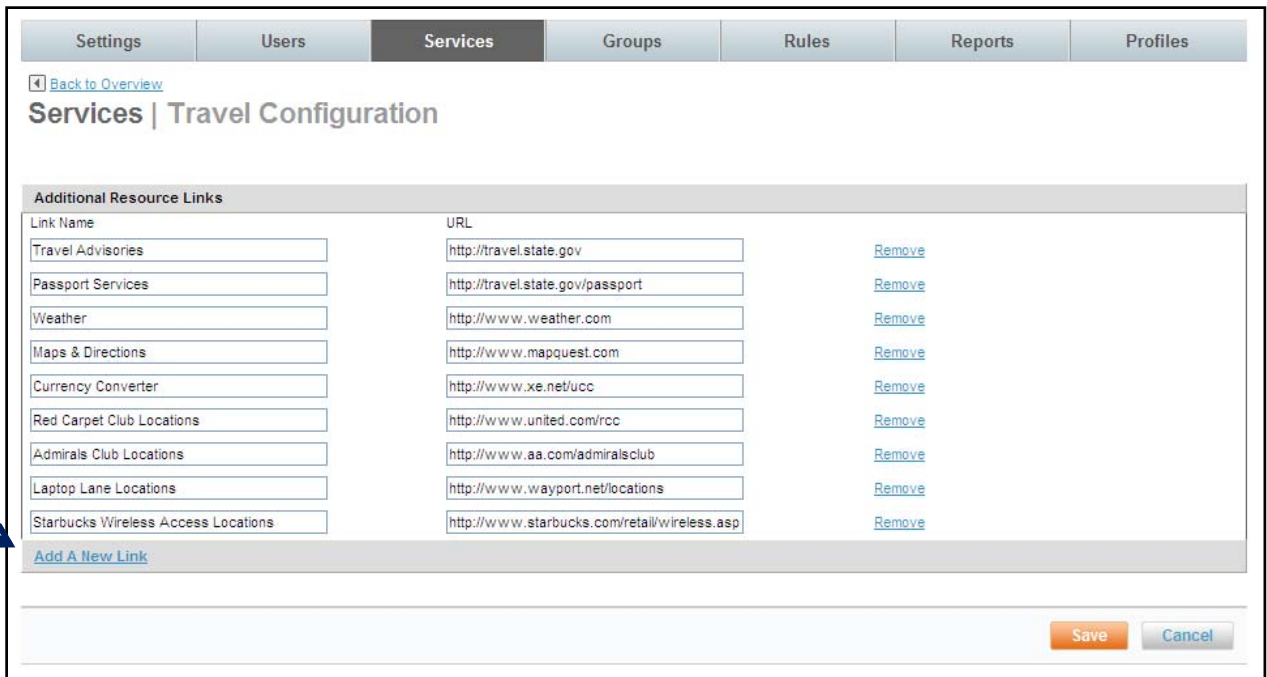 Settings Users Services Groups Rules Reports Profiles
Back to Overview
Services | Travel Configuration
Additional Resource Links
Link Name URL
Travel Advisories http://travel.state.gov Remove
Passport Services http://travel.state.gov/passport Remove
Weather http://www.weather.com Remove
Maps & Directions http://www.mapquest.com Remove
Currency Converter http://www.xe.net/ucc Remove
Red Carpet Club Locations http://www.united.com/rcc Remove
Admirals Club Locations http://www.aa.com/admiralsclub Remove
Laptop Lane Locations http://www.wayport.net/locations Remove
Starbucks Wireless Access Locations http://www.starbucks.com/retail/wireless.asp Remove
Add A New Link
Save Cancel